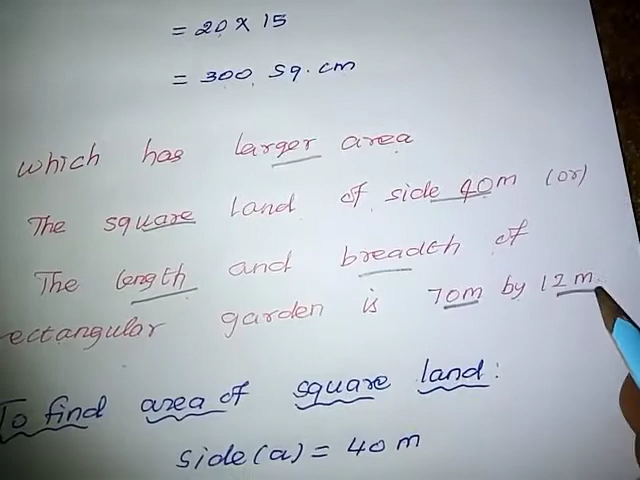 = 20 × 15
= 300 Sq. cm
which has larger area
The square land of side 40m (or)
The length and breadth of
ectangular garden is 70m by 12m.
To find area of square land:
side(a) = 40 m